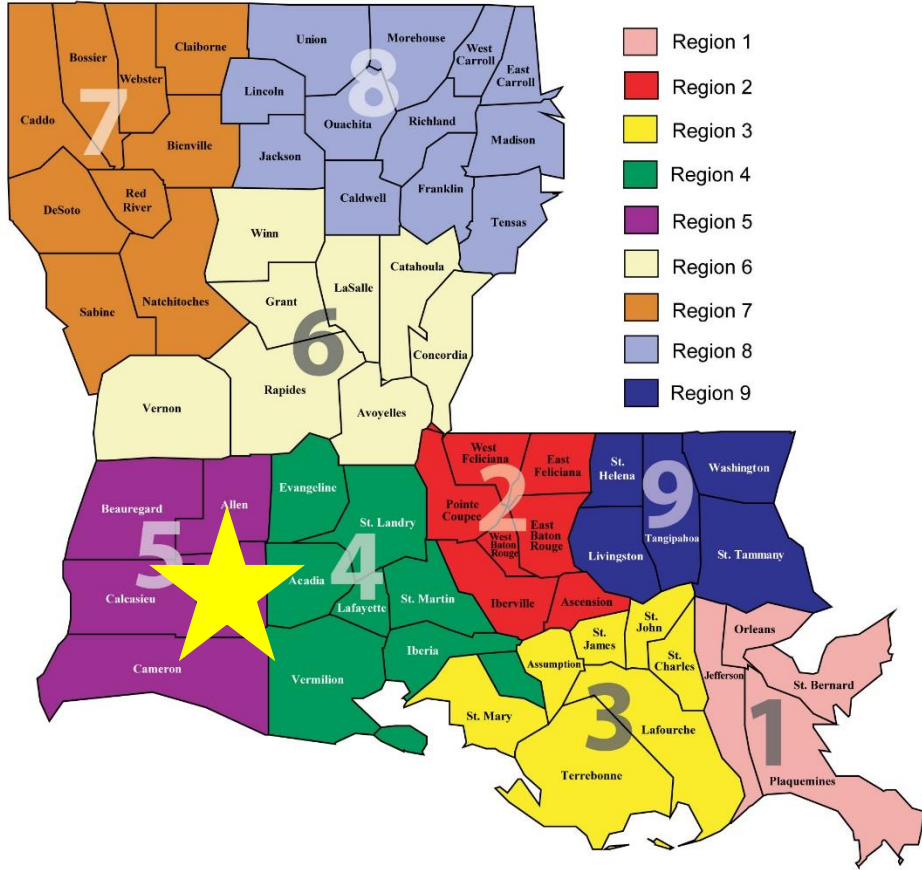 Union
Morehouse
West
Carroll
East
Carroll
Claiborne
Bossier
Webster
8
Lincoln
7
Caddo
Ouachita
Richland
Madison
Bienville
Jackson
Franklin
Caldwell
Red
River
DeSoto
Tensas
Winn
Catahoula
LaSalle
Grant
Natchitoches
Sabine
6
Concordia
Rapides
Vernon
Avoyelles
West
Feliciana
East
Feliciana
St.
Helena
Washington
Evangeline
Beauregard
Allen
2
9
Pointe
Coupee
St. Landry
East
Baton
Rouge
West
Baton
Rouge
Tangipahoa
5
4
Livingston
St. Tammany
Acadia
Calcasieu
Lafayette
St. Martin
Iberville
Ascension
St.
James
St.
John
Orleans
Iberia
Cameron
Assumption
St.
Charles
Jefferson
Vermilion
St. Bernard
St. Mary
3
Lafourche
1
Terrebonne
Plaquemines
Region 1
Region 2
Region 3
Region 4
Region 5
Region 6
Region 7
Region 8
Region 9